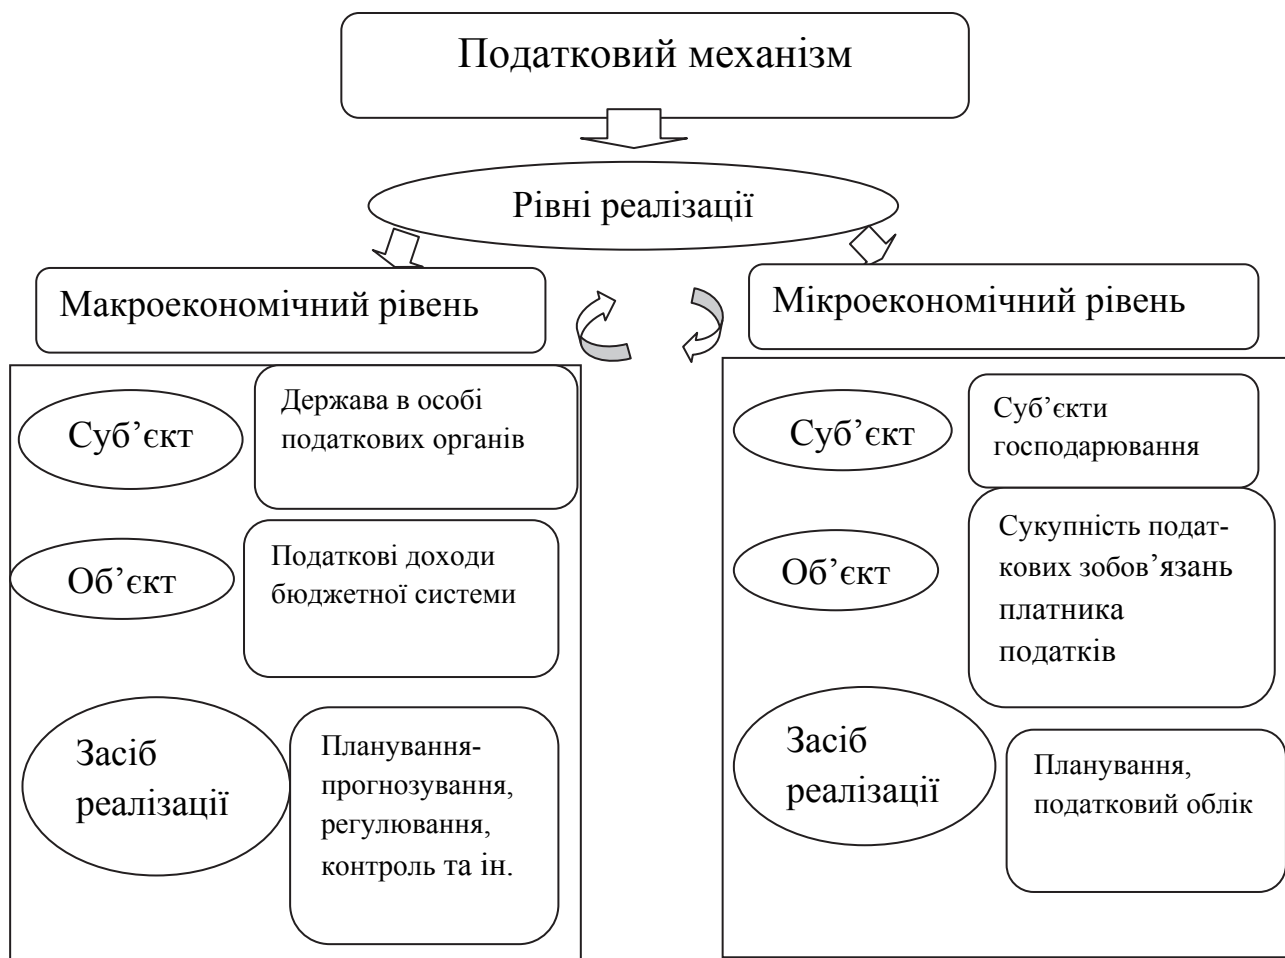 Податковий механізм
Рівні реалізації
Макроекономічний рівень
Суб’єкт
Держава в особі
податкових органів
Об’єкт
Податкові доходи
бюджетної системи
Засіб
реалізації
Планування-
прогнозування,
регулювання,
контроль та ін.
Мікроекономічний рівень
Суб’єкт
Суб’єкти
господарювання
Об’єкт
Сукупність подат-
кових зобов’язань
платника
податків
Засіб
реалізації
Планування,
податковий облік